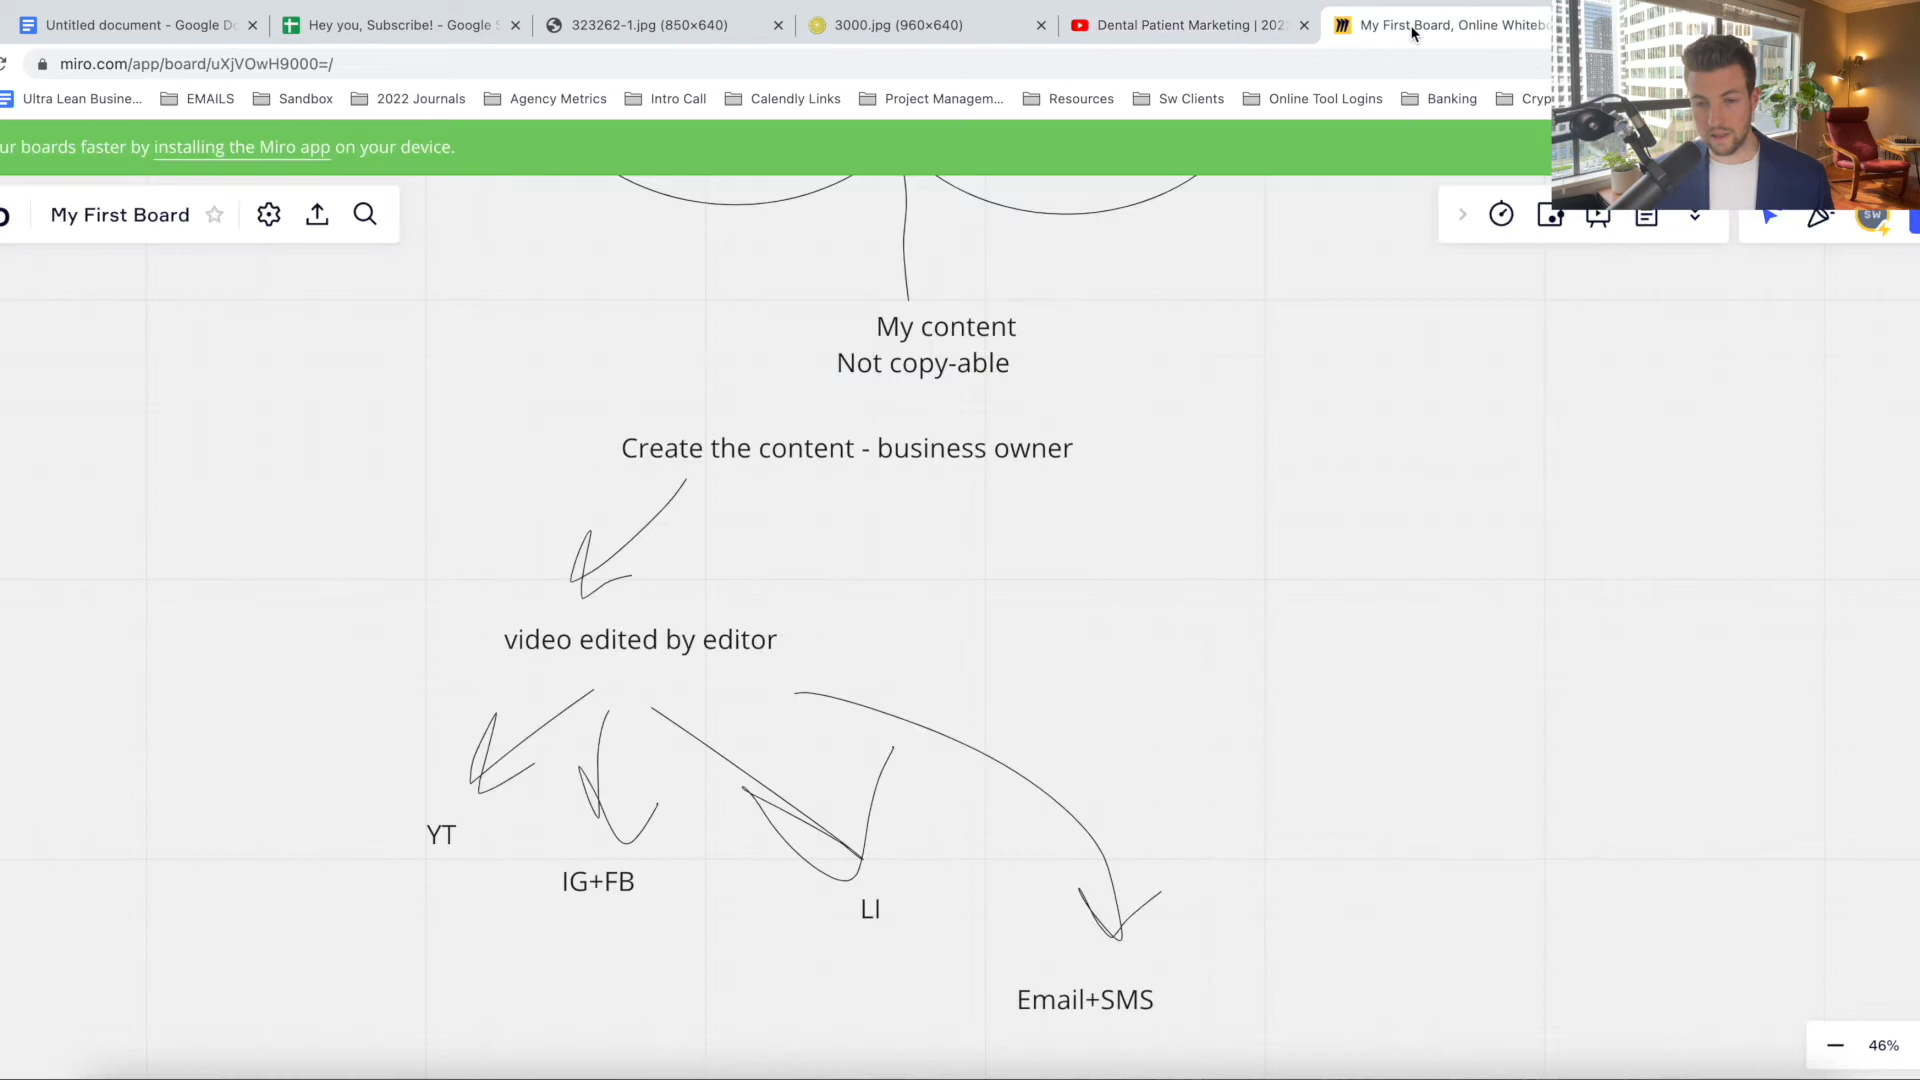 Untitled document - Google Do
Hey you, Subscribe! - Google S
323262-1.jpg (850×640)
3000.jpg (960×640)
Dental Patient Marketing | 202
My First Board, Online Whitebo
miro.com/app/board/uXjVOwH9000=/
Ultra Lean Busine...
EMAILS
Sandbox
2022 Journals
Agency Metrics
Intro Call
Calendly Links
Project Managem...
Resources
Sw Clients
Online Tool Logins
Banking
Cryp
ur boards faster by installing the Miro app on your device.
My First Board
SW
My content
Not copy-able
Create the content - business owner
video edited by editor
YT
IG+FB
LI
Email+SMS
46%